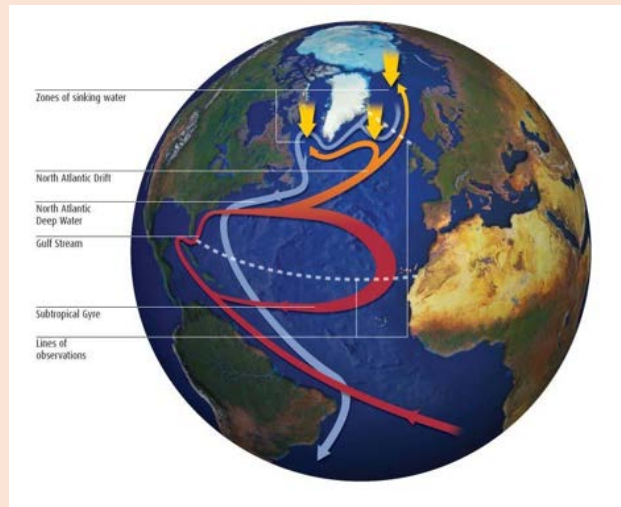 Zones of sinking water
North Atlantic Drift
North Atlantic
Deep Water
Gulf Stream
Subtropical Gyre
Lines of
observations